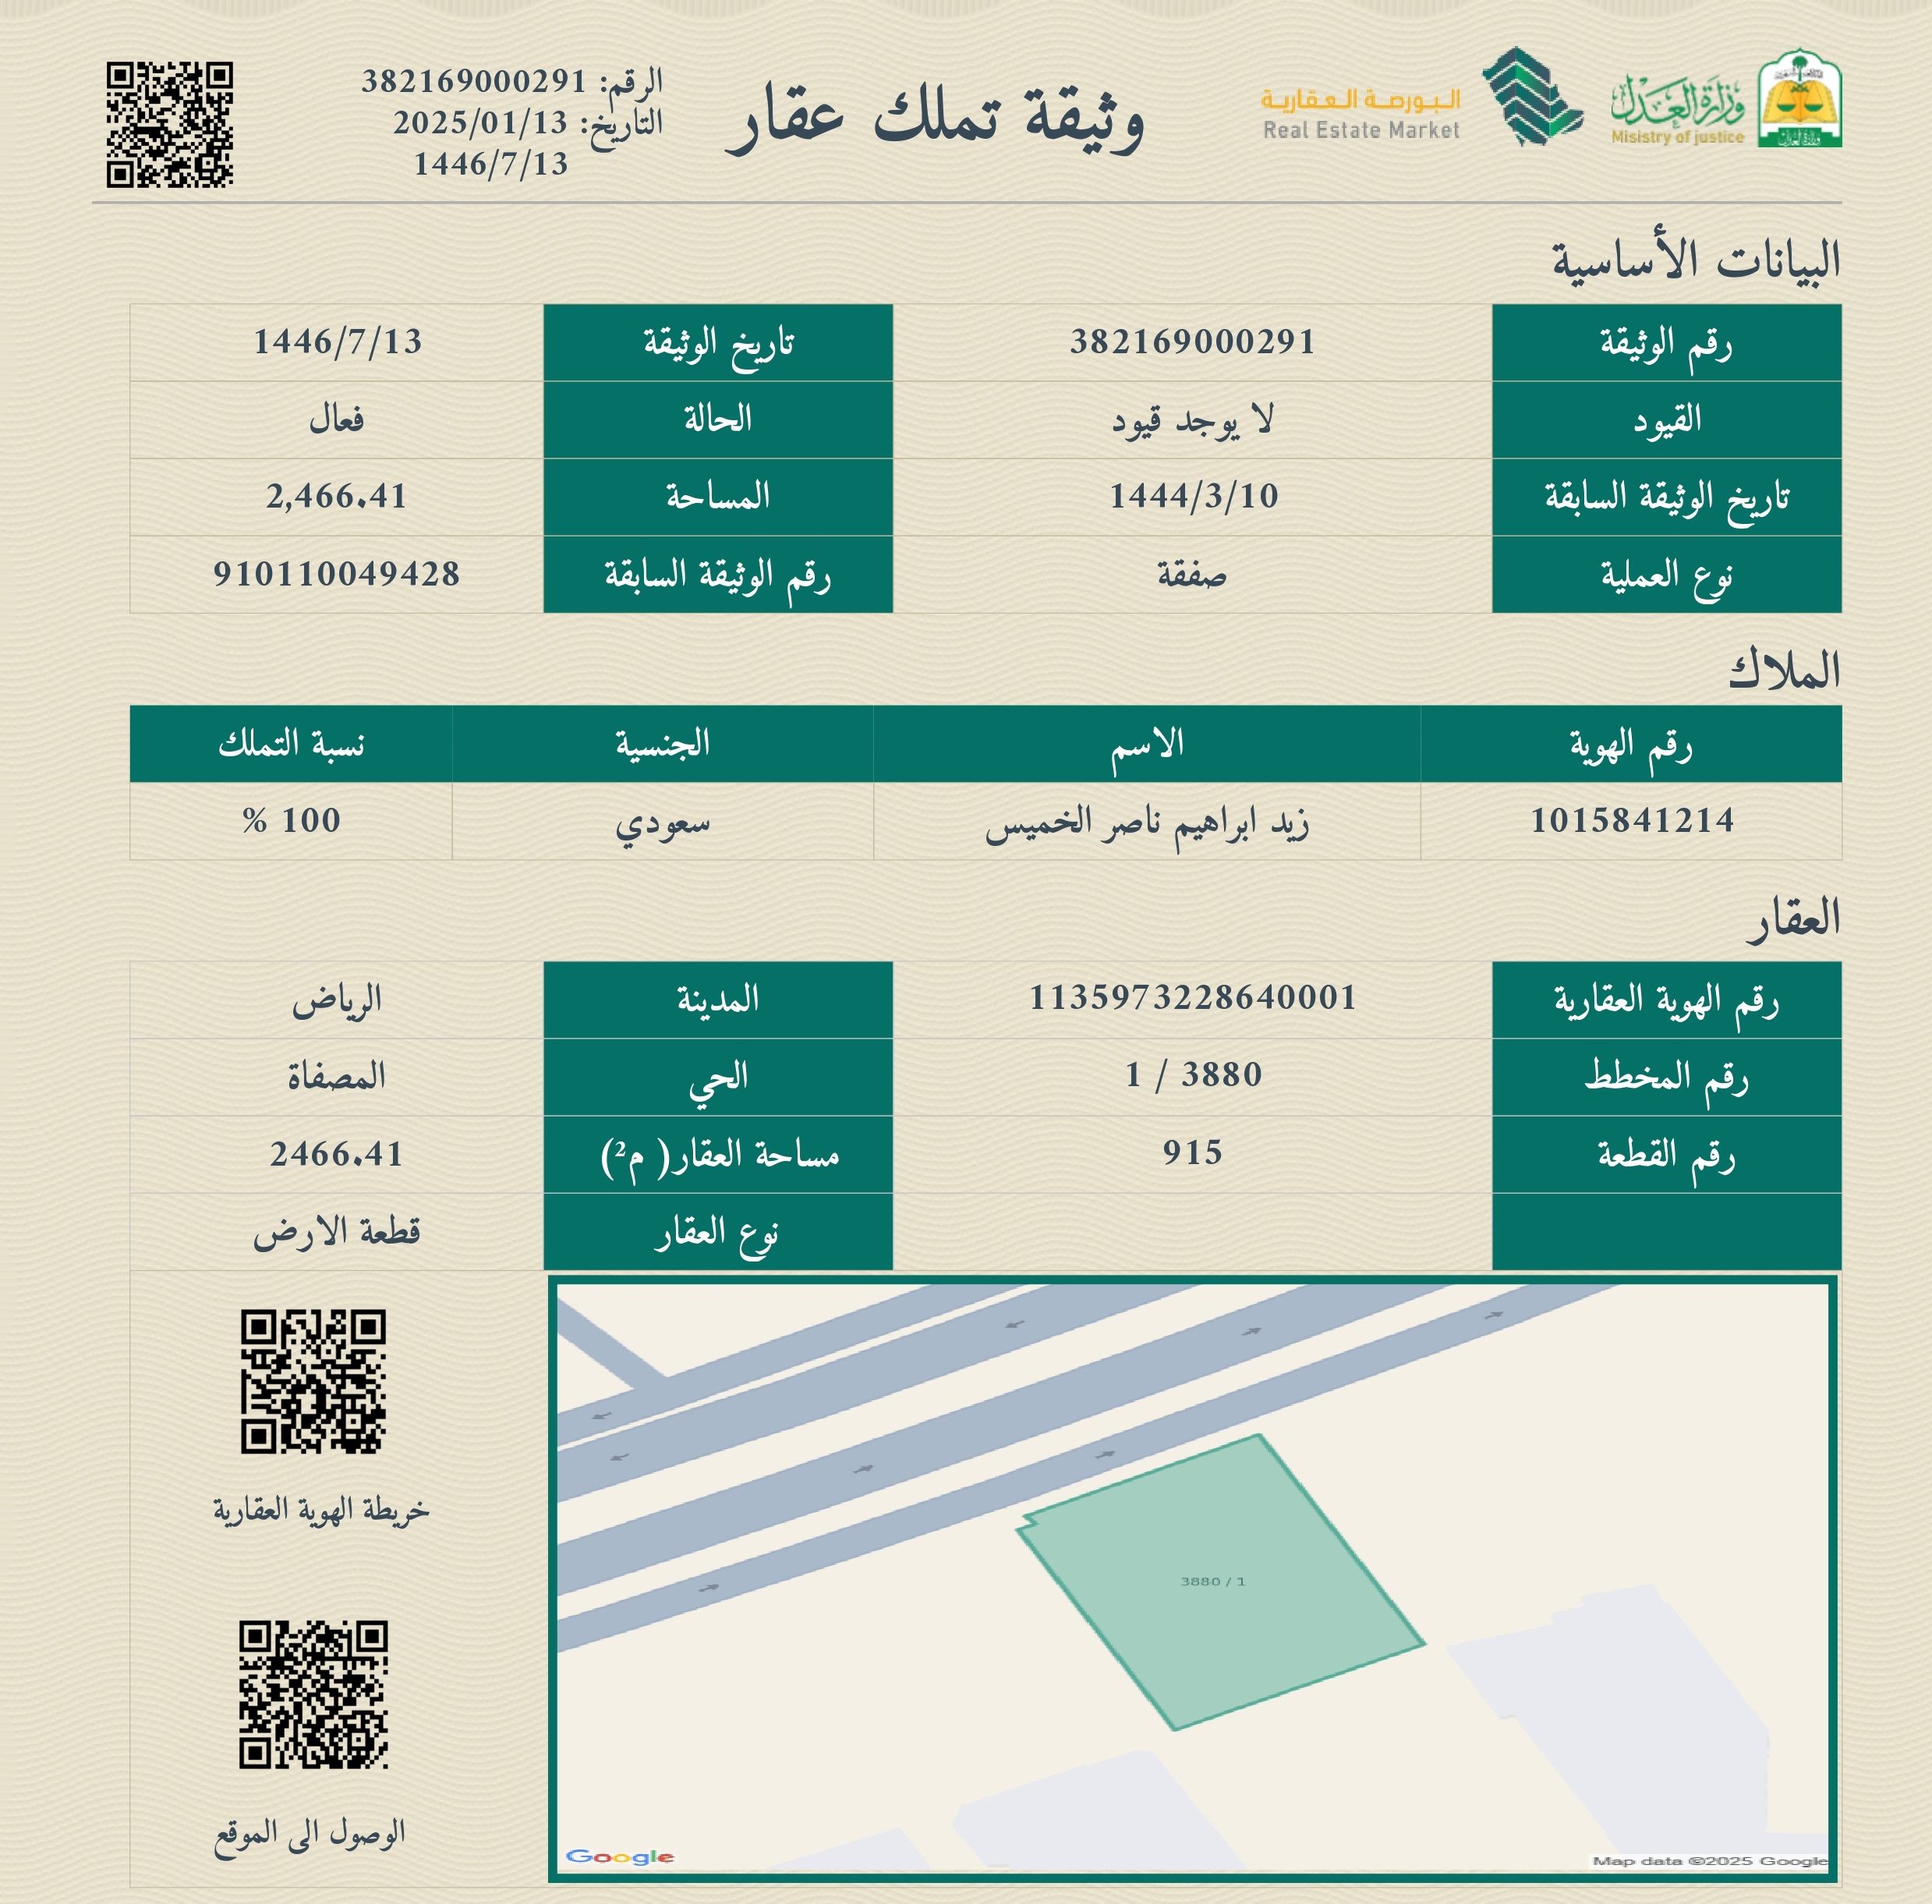 وزارة العدل
Misistry of justice
البورصة العقارية
Real Estate Market
وثيقة تملك عقار
الرقم: 382169000291
التاريخ: 2025/01/13
1446/7/13
البيانات الأساسية
رقم الوثيقة 382169000291 تاريخ الوثيقة 1446/7/13
القيود لا يوجد قيود الحالة فعال
تاريخ الوثيقة السابقة 1444/3/10 المساحة 2,466.41
نوع العملية صفقة رقم الوثيقة السابقة 910110049428
الملاك
رقم الهوية الاسم الجنسية نسبة التملك
1015841214 زيد ابراهيم ناصر الخميس سعودي 100 %
العقار
رقم الهوية العقارية 1135973228640001 المدينة الرياض
رقم المخطط 3880 / 1 الحي المصفاة
رقم القطعة 915 مساحة العقار( م²) 2466.41
نوع العقار قطعة الارض
3880 / 1
Google
Map data ©2025 Google
خريطة الهوية العقارية
الوصول الى الموقع